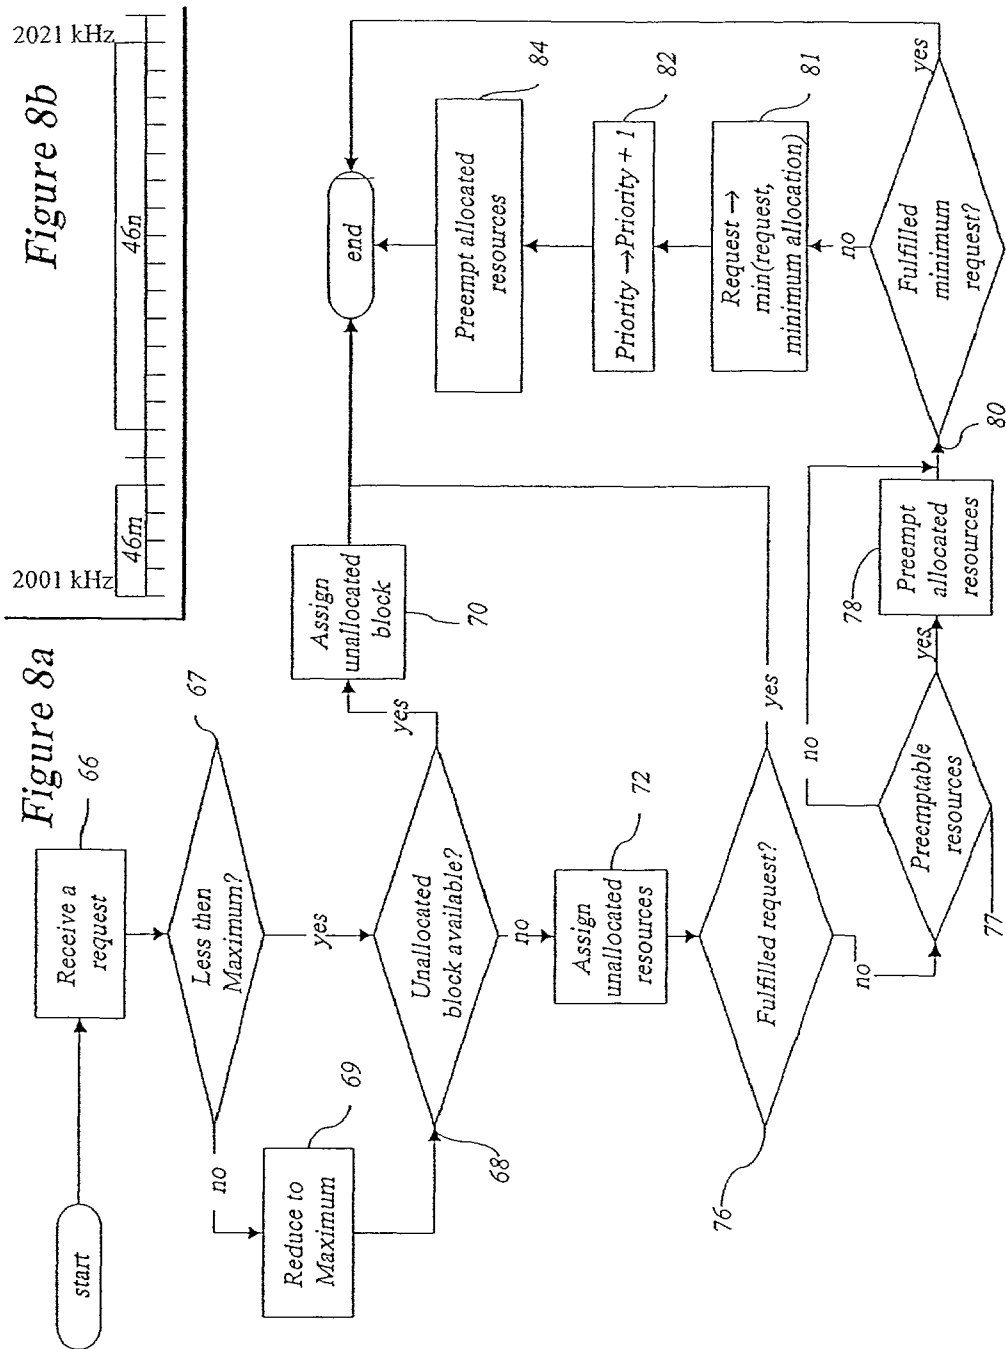 Figure 8a
start
Receive a
request
66
Less then
Maximum?
67
no
yes
Reduce to
Maximum
69
Unallocated
block available?
68
yes
no
Assign
unallocated
block
70
Assign
unallocated
resources
72
Fulfilled request?
76
yes
no
Preemptable
resources
77
no
yes
Preempt
allocated
resources
78
80
Fulfilled
minimum
request?
yes
no
Request →
min(request,
minimum allocation)
81
Priority → Priority + 1
82
Preempt allocated
resources
84
end
Figure 8b
2001 kHz
46m
46n
2021 kHz